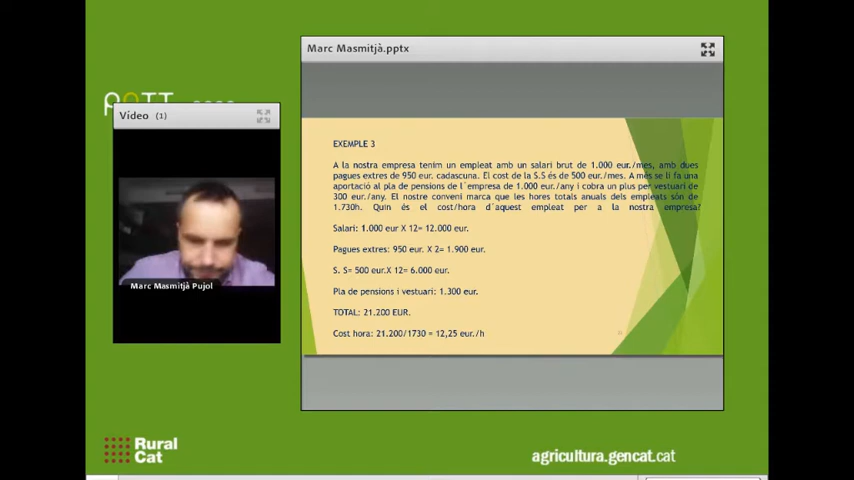 Marc Masmitjà.pptx
Vídeo (1)
EXEMPLE 3
A la nostra empresa tenim un empleat amb un salari brut de 1.000 eur./mes, amb dues
pagues extres de 950 eur. cadascuna. El cost de la S.S és de 500 eur./mes. A més se li fa una
aportació al pla de pensions de l´empresa de 1.000 eur./any i cobra un plus per vestuari de
300 eur./any. El nostre conveni marca que les hores totals anuals dels empleats són de
1.730h. Quin és el cost/hora d´aquest empleat per a la nostra empresa?
Salari: 1.000 eur X 12= 12.000 eur.
Pagues extres: 950 eur. X 2= 1.900 eur.
S. S= 500 eur.X 12= 6.000 eur.
Pla de pensions i vestuari: 1.300 eur.
TOTAL: 21.200 EUR.
Cost hora: 21.200/1730 = 12,25 eur./h
Marc Masmitjà Pujol
Rural
Cat
agricultura.gencat.cat